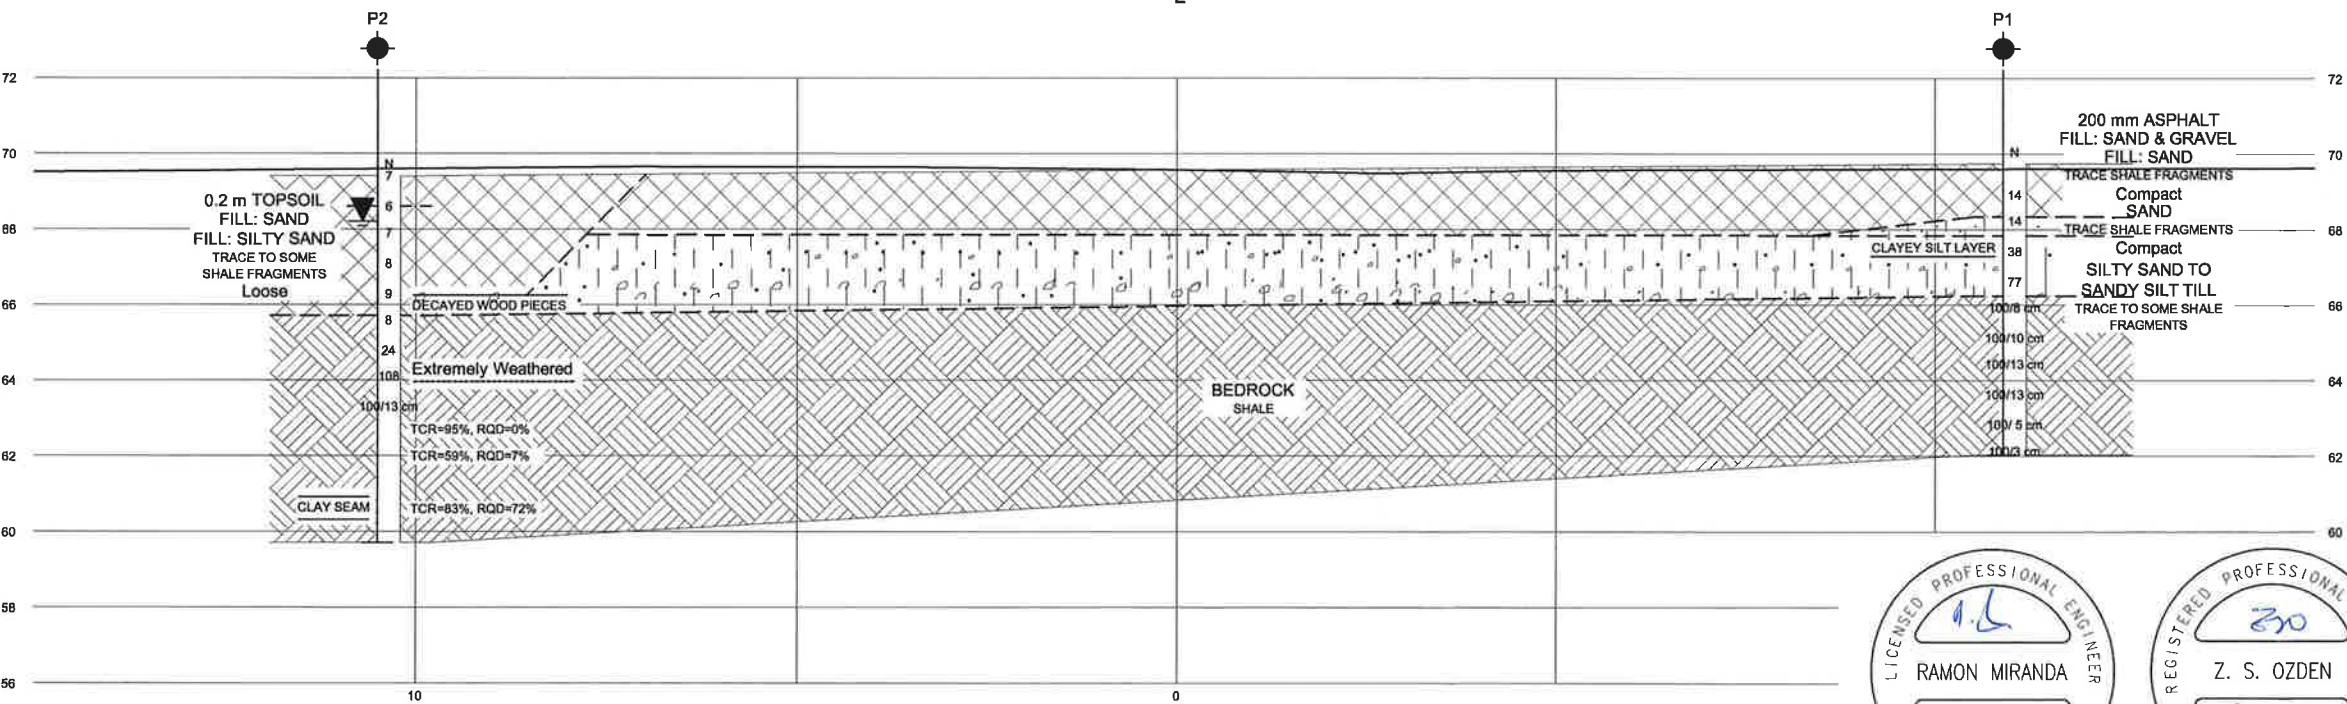 P2
P1
72
72
70
70
68
68
66
66
64
64
62
62
60
60
58
56
10
0
0.2 m TOPSOIL
FILL: SAND
FILL: SILTY SAND
TRACE TO SOME
SHALE FRAGMENTS
Loose
CLAY SEAM
N
7
6
7
8
9
8
24
108
100/13 cm
DECAYED WOOD PIECES
Extremely Weathered
TCR=95%, RQD=0%
TCR=59%, RQD=7%
TCR=83%, RQD=72%
BEDROCK
SHALE
CLAYEY SILT LAYER
N
14
14
38
77
100/8 cm
100/10 cm
100/13 cm
100/13 cm
100/ 5 cm
100/3 cm
200 mm ASPHALT
FILL: SAND & GRAVEL
FILL: SAND
TRACE SHALE FRAGMENTS
Compact
SAND
TRACE SHALE FRAGMENTS
Compact
SILTY SAND TO
SANDY SILT TILL
TRACE TO SOME SHALE
FRAGMENTS
LICENSED PROFESSIONAL ENGINEER
RAMON MIRANDA
REGISTERED PROFESSIONAL
Z. S. OZDEN